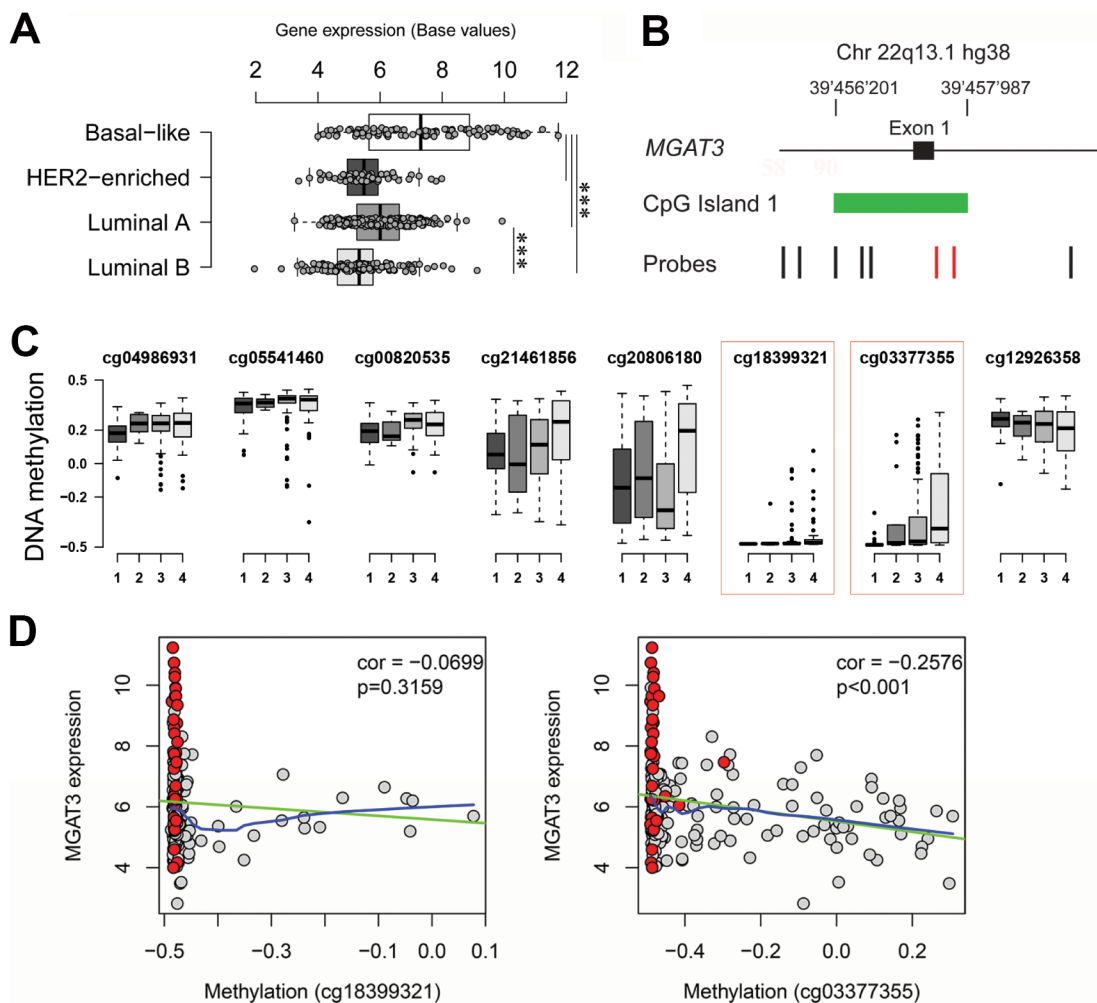 A
Gene expression (Base values)
2 4 6 8 10 12
Basal-like
HER2-enriched
Luminal A
Luminal B
***
***
B
Chr 22q13.1 hg38
39'456'201 39'457'987
Exon 1
MGAT3
58 90
CpG Island 1
Probes
C
cg04986931 cg05541460 cg00820535 cg21461856 cg20806180 cg18399321 cg03377355 cg12926358
DNA methylation
0.5
0.2
0.0
-0.2
-0.5
1 2 3 4 1 2 3 4 1 2 3 4 1 2 3 4 1 2 3 4 1 2 3 4 1 2 3 4 1 2 3 4
D
MGAT3 expression
10
8
6
4
cor = -0.0699
p=0.3159
-0.5 -0.4 -0.3 -0.2 -0.1 0.0 0.1
Methylation (cg18399321)
MGAT3 expression
10
8
6
4
cor = -0.2576
p<0.001
-0.4 -0.2 0.0 0.2
Methylation (cg03377355)